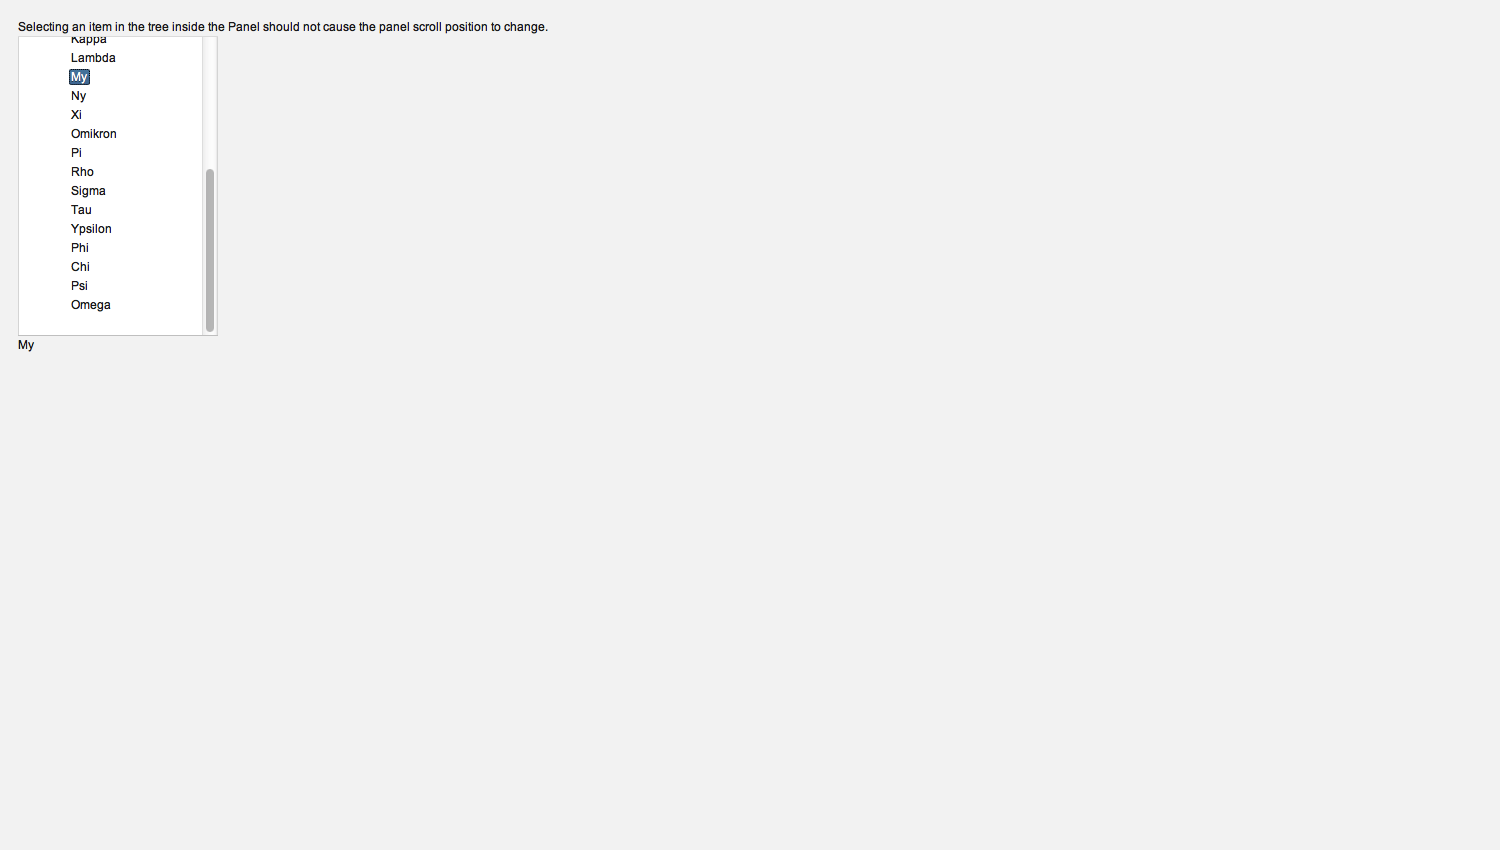 Selecting an item in the tree inside the Panel should not cause the panel scroll position to change.
Kappa
Lambda
My
Ny
Xi
Omikron
Pi
Rho
Sigma
Tau
Ypsilon
Phi
Chi
Psi
Omega
My